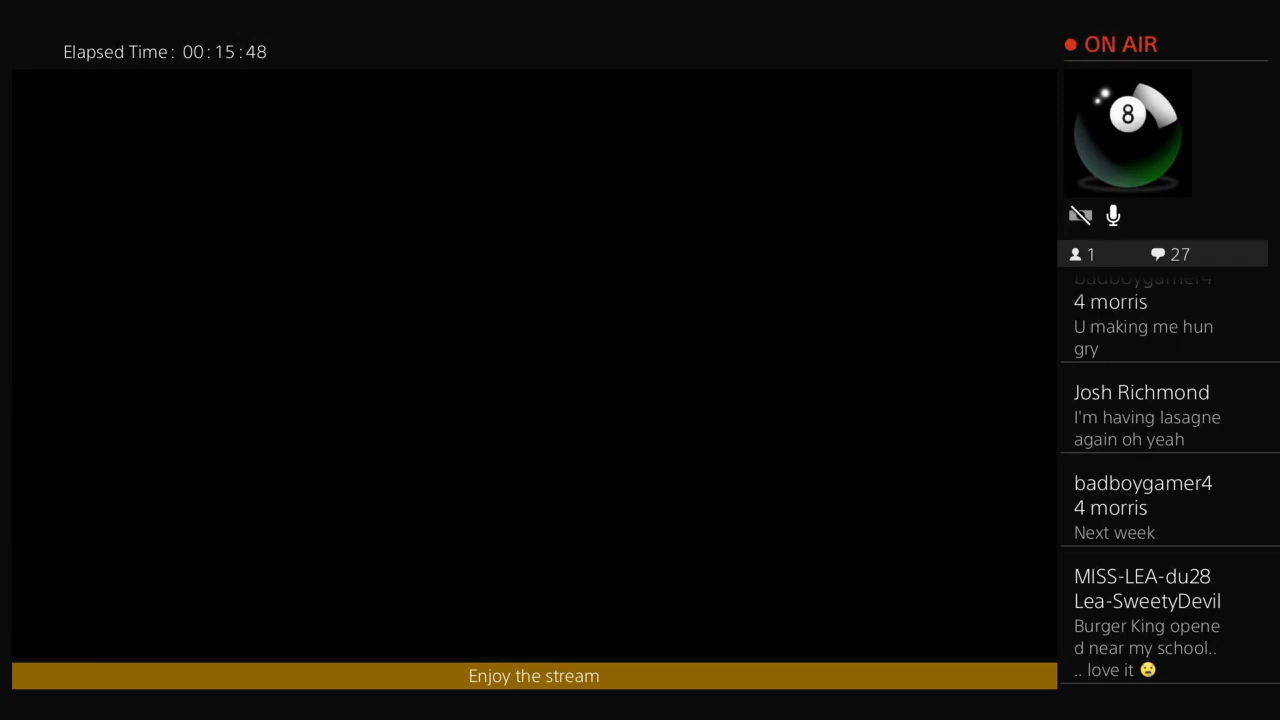 Elapsed Time: 00:15:48
ON AIR
8
1 27
badboygamer4
4 morris
U making me hun
gry
Josh Richmond
I'm having lasagne
again oh yeah
badboygamer4
4 morris
Next week
MISS-LEA-du28
Lea-SweetyDevil
Burger King opene
d near my school..
.. love it 😢
Enjoy the stream